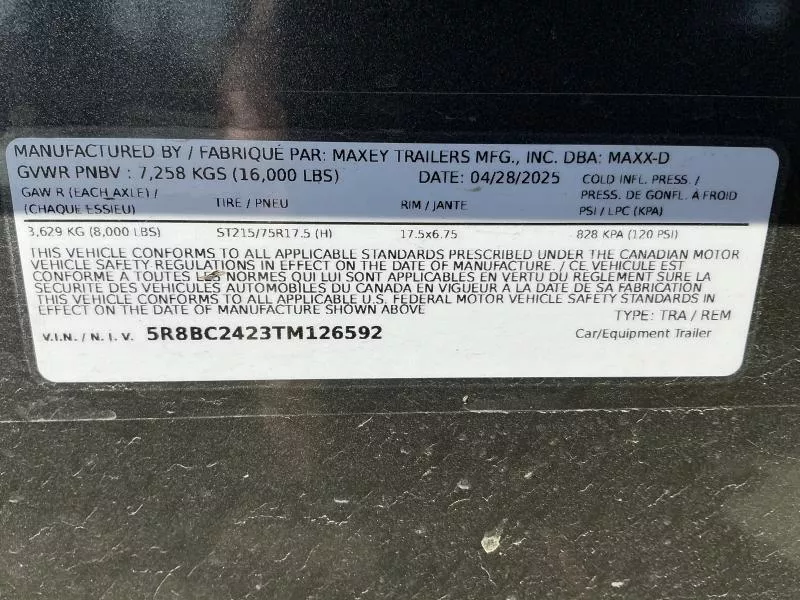 MANUFACTURED BY / FABRIQUÉ PAR: MAXEY TRAILERS MFG., INC. DBA: MAXX-D
GVWR PNBV : 7,258 KGS (16,000 LBS) DATE: 04/28/2025 COLD INFL. PRESS./
GAWR (EACH AXLE) / TIRE / PNEU RIM / JANTE PRESS. DE GONFL. À FROID
(CHAQUE ESSIEU) PSI / LPC (KPA)
3,629 KG (8,000 LBS) ST215/75R17.5 (H) 17.5x6.75 828 KPA (120 PSI)
THIS VEHICLE CONFORMS TO ALL APPLICABLE STANDARDS PRESCRIBED UNDER THE CANADIAN MOTOR
VEHICLE SAFETY REGULATIONS IN EFFECT ON THE DATE OF MANUFACTURE. / CE VEHICULE EST
CONFORME A TOUTES LES NORMES QUI LUI SONT APPLICABLES EN VERTU DU REGLEMENT SUR LA
SECURITE DES VEHICULES AUTOMOBILES DU CANADA EN VIGUEUR A LA DATE DE SA FABRICATION
THIS VEHICLE CONFORMS TO ALL APPLICABLE U.S. FEDERAL MOTOR VEHICLE SAFETY STANDARDS IN
EFFECT ON THE DATE OF MANUFACTURE SHOWN ABOVE
TYPE: TRA / REM
V.I.N. / N. I. V. 5R8BC2423TM126592 Car/Equipment Trailer